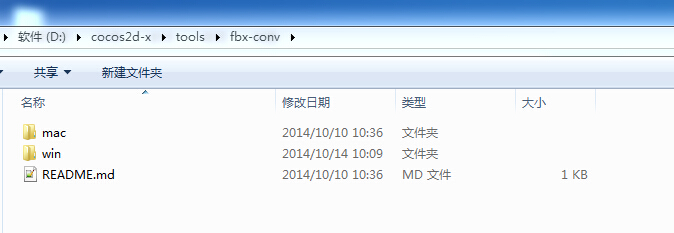 软件 (D:) cocos2d-x tools fbx-conv
共享 新建文件夹
名称 修改日期 类型 大小
mac 2014/10/10 10:36 文件夹
win 2014/10/14 10:09 文件夹
README.md 2014/10/10 10:36 MD 文件 1 KB